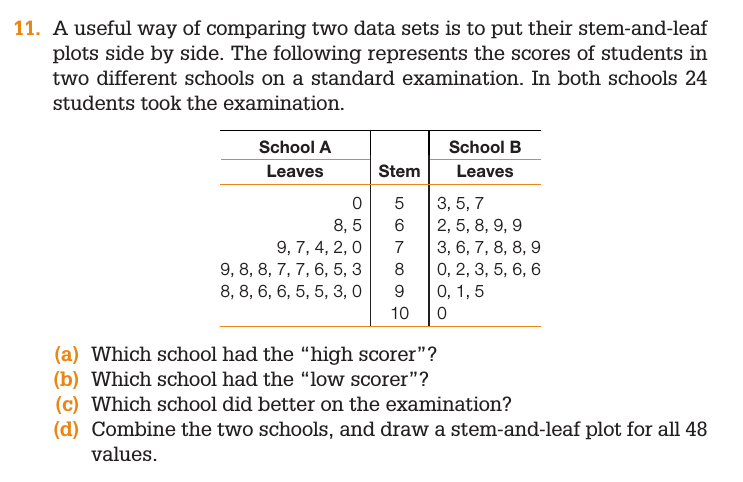 11. A useful way of comparing two data sets is to put their stem-and-leaf
plots side by side. The following represents the scores of students in
two different schools on a standard examination. In both schools 24
students took the examination.
School A School B
Leaves Stem Leaves
0 5 3, 5, 7
8, 5 6 2, 5, 8, 9, 9
9, 7, 4, 2, 0 7 3, 6, 7, 8, 8, 9
9, 8, 8, 7, 7, 6, 5, 3 8 0, 2, 3, 5, 6, 6
8, 8, 6, 6, 5, 5, 3, 0 9 0, 1, 5
10 0
(a) Which school had the “high scorer”?
(b) Which school had the “low scorer”?
(c) Which school did better on the examination?
(d) Combine the two schools, and draw a stem-and-leaf plot for all 48
values.